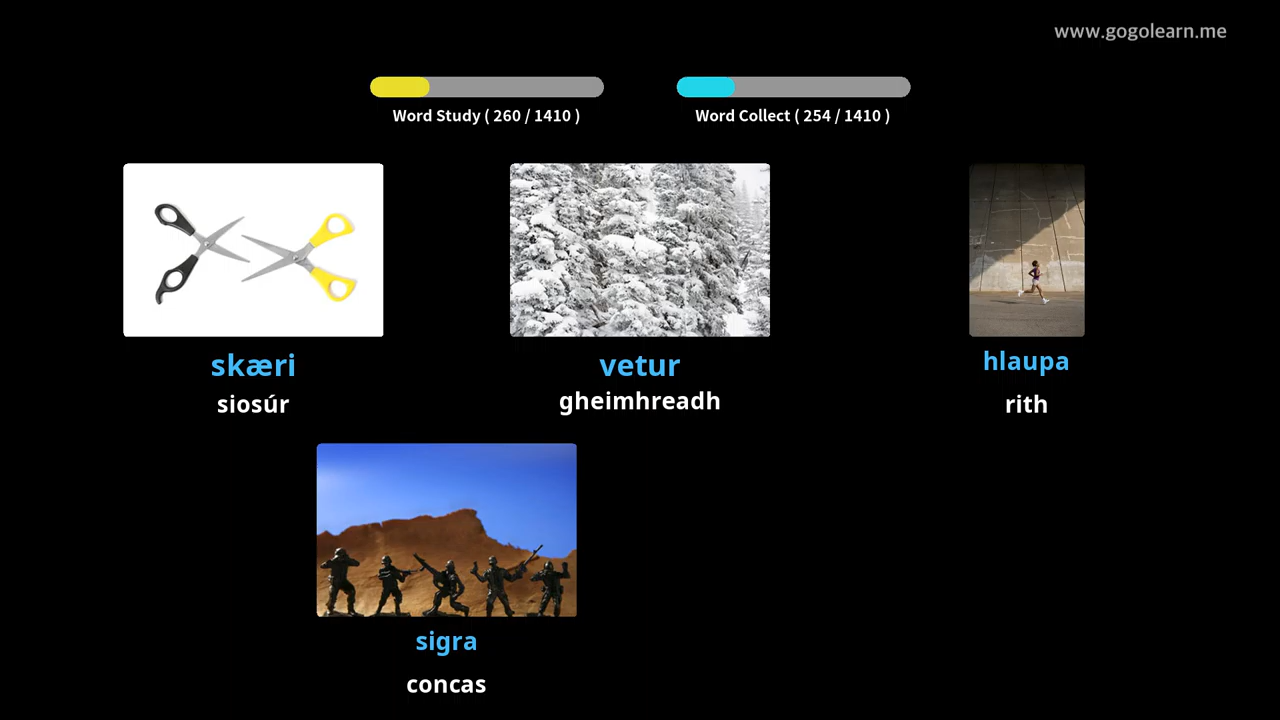 www.gogolearn.me
Word Study ( 260 / 1410 )
Word Collect ( 254 / 1410 )
skæri
siosúr
vetur
gheimhreadh
hlaupa
rith
sigra
concas